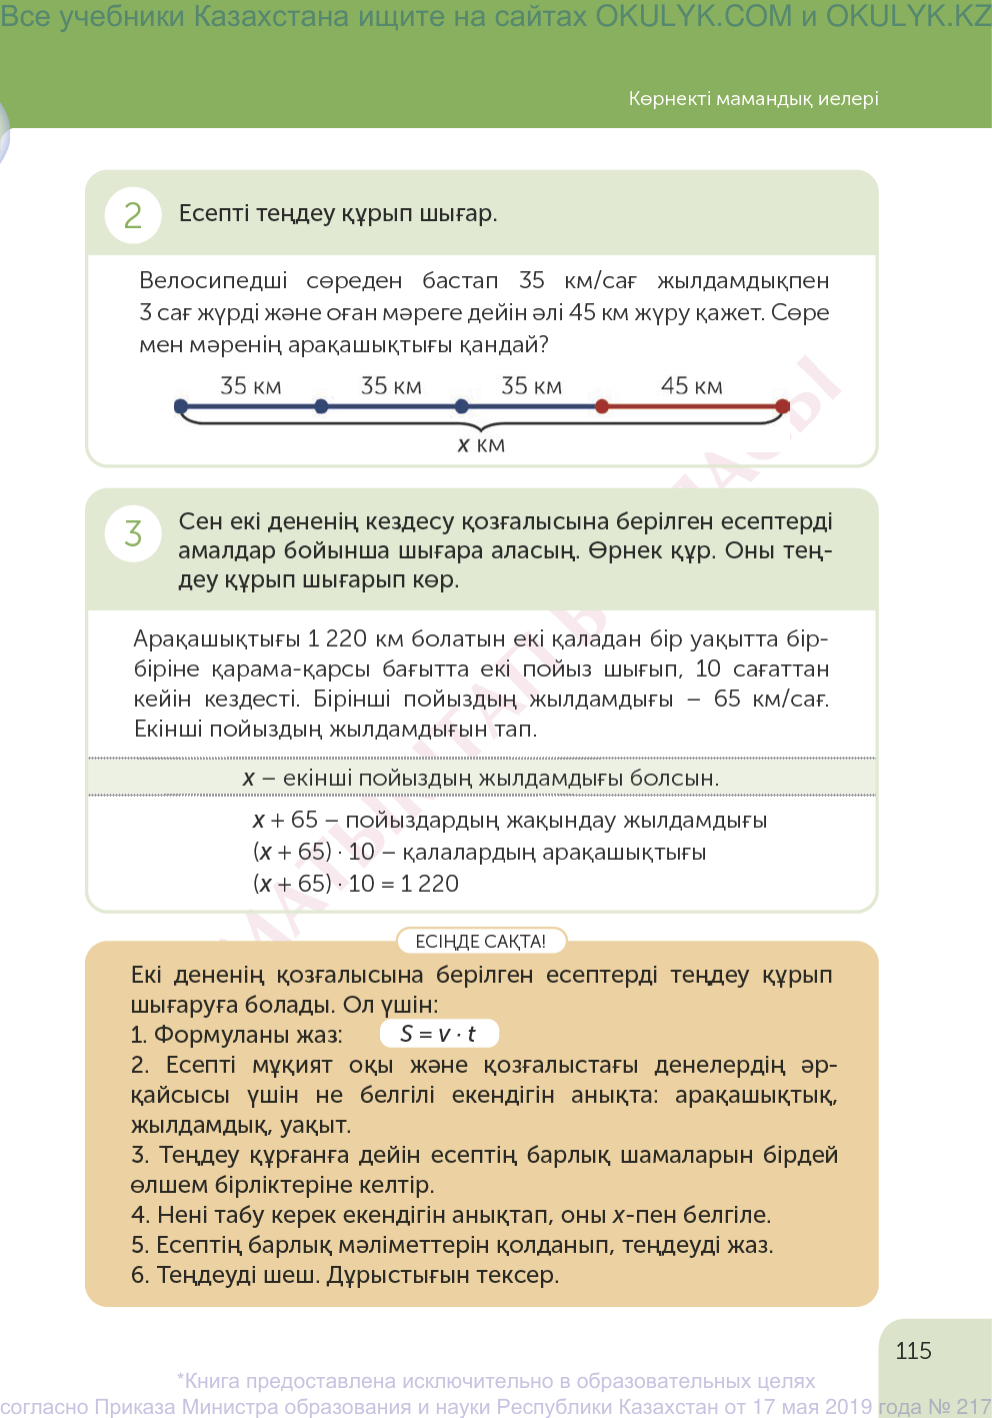 Все учебники Казахстана ищите на сайтах OKULYK.COM и OKULYK.KZ
Көрнекті мамандық иелері
2
Есепті теңдеу құрып шығар.
Велосипедші сөреден бастап 35 км/сағ жылдамдықпен
3 сағ жүрді және оған мәреге дейін әлі 45 км жүру қажет. Сөре
мен мәренің арақашықтығы қандай?
35 км 35 км 35 км 45 км
x км
3
Сен екі дененің кездесу қозғалысына берілген есептерді
амалдар бойынша шығара аласың. Өрнек құр. Оны тең-
деу құрып шығарып көр.
Арақашықтығы 1 220 км болатын екі қаладан бір уақытта бір-
біріне қарама-қарсы бағытта екі пойыз шығып, 10 сағаттан
кейін кездесті. Бірінші пойыздың жылдамдығы – 65 км/сағ.
Екінші пойыздың жылдамдығын тап.
x – екінші пойыздың жылдамдығы болсын.
x + 65 – пойыздардың жақындау жылдамдығы
(x + 65) · 10 – қалалардың арақашықтығы
(x + 65) · 10 = 1 220
ЕСІҢДЕ САҚТА!
Екі дененің қозғалысына берілген есептерді теңдеу құрып
шығаруға болады. Ол үшін:
1. Формуланы жаз: S = v · t
2. Есепті мұқият оқы және қозғалыстағы денелердің әр-
қайсысы үшін не белгілі екендігін анықта: арақашықтық,
жылдамдық, уақыт.
3. Теңдеу құрғанға дейін есептің барлық шамаларын бірдей
өлшем бірліктеріне келтір.
4. Нені табу керек екендігін анықтап, оны x-пен белгіле.
5. Есептің барлық мәліметтерін қолданып, теңдеуді жаз.
6. Теңдеуді шеш. Дұрыстығын тексер.
115
*Книга предоставлена исключительно в образовательных целях
согласно Приказа Министра образования и науки Республики Казахстан от 17 мая 2019 года № 217